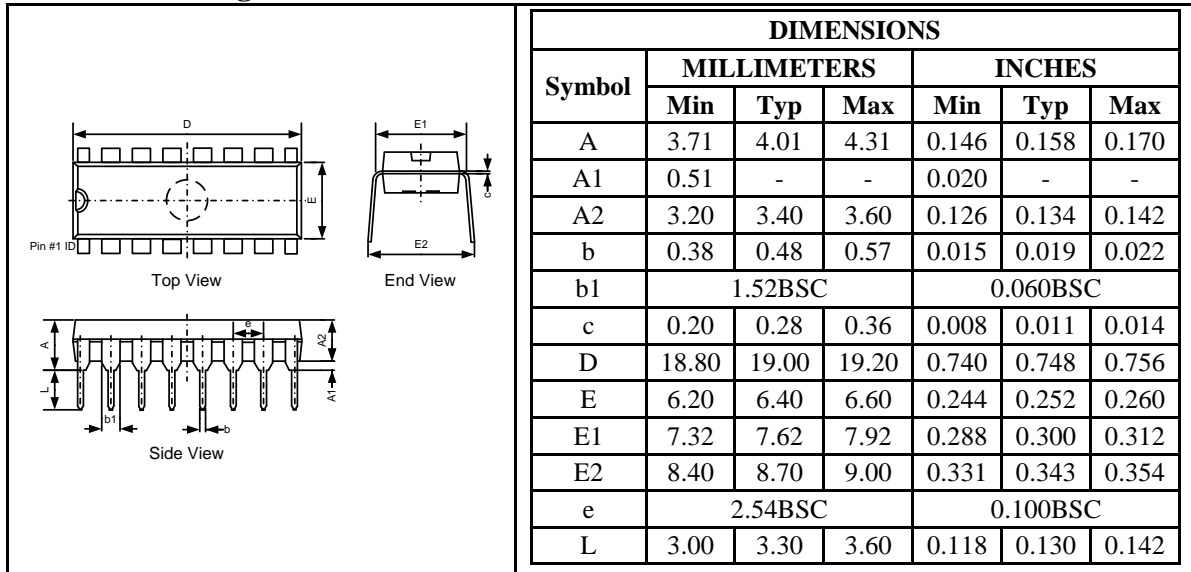 D
E1
E
c
Pin #1 ID
E2
Top View
End View
e
A
A2
L
A1
b1
b
Side View
DIMENSIONS
Symbol MILLIMETERS INCHES
Min Typ Max Min Typ Max
A 3.71 4.01 4.31 0.146 0.158 0.170
A1 0.51 - - 0.020 - -
A2 3.20 3.40 3.60 0.126 0.134 0.142
b 0.38 0.48 0.57 0.015 0.019 0.022
b1 1.52BSC 0.060BSC
c 0.20 0.28 0.36 0.008 0.011 0.014
D 18.80 19.00 19.20 0.740 0.748 0.756
E 6.20 6.40 6.60 0.244 0.252 0.260
E1 7.32 7.62 7.92 0.288 0.300 0.312
E2 8.40 8.70 9.00 0.331 0.343 0.354
e 2.54BSC 0.100BSC
L 3.00 3.30 3.60 0.118 0.130 0.142